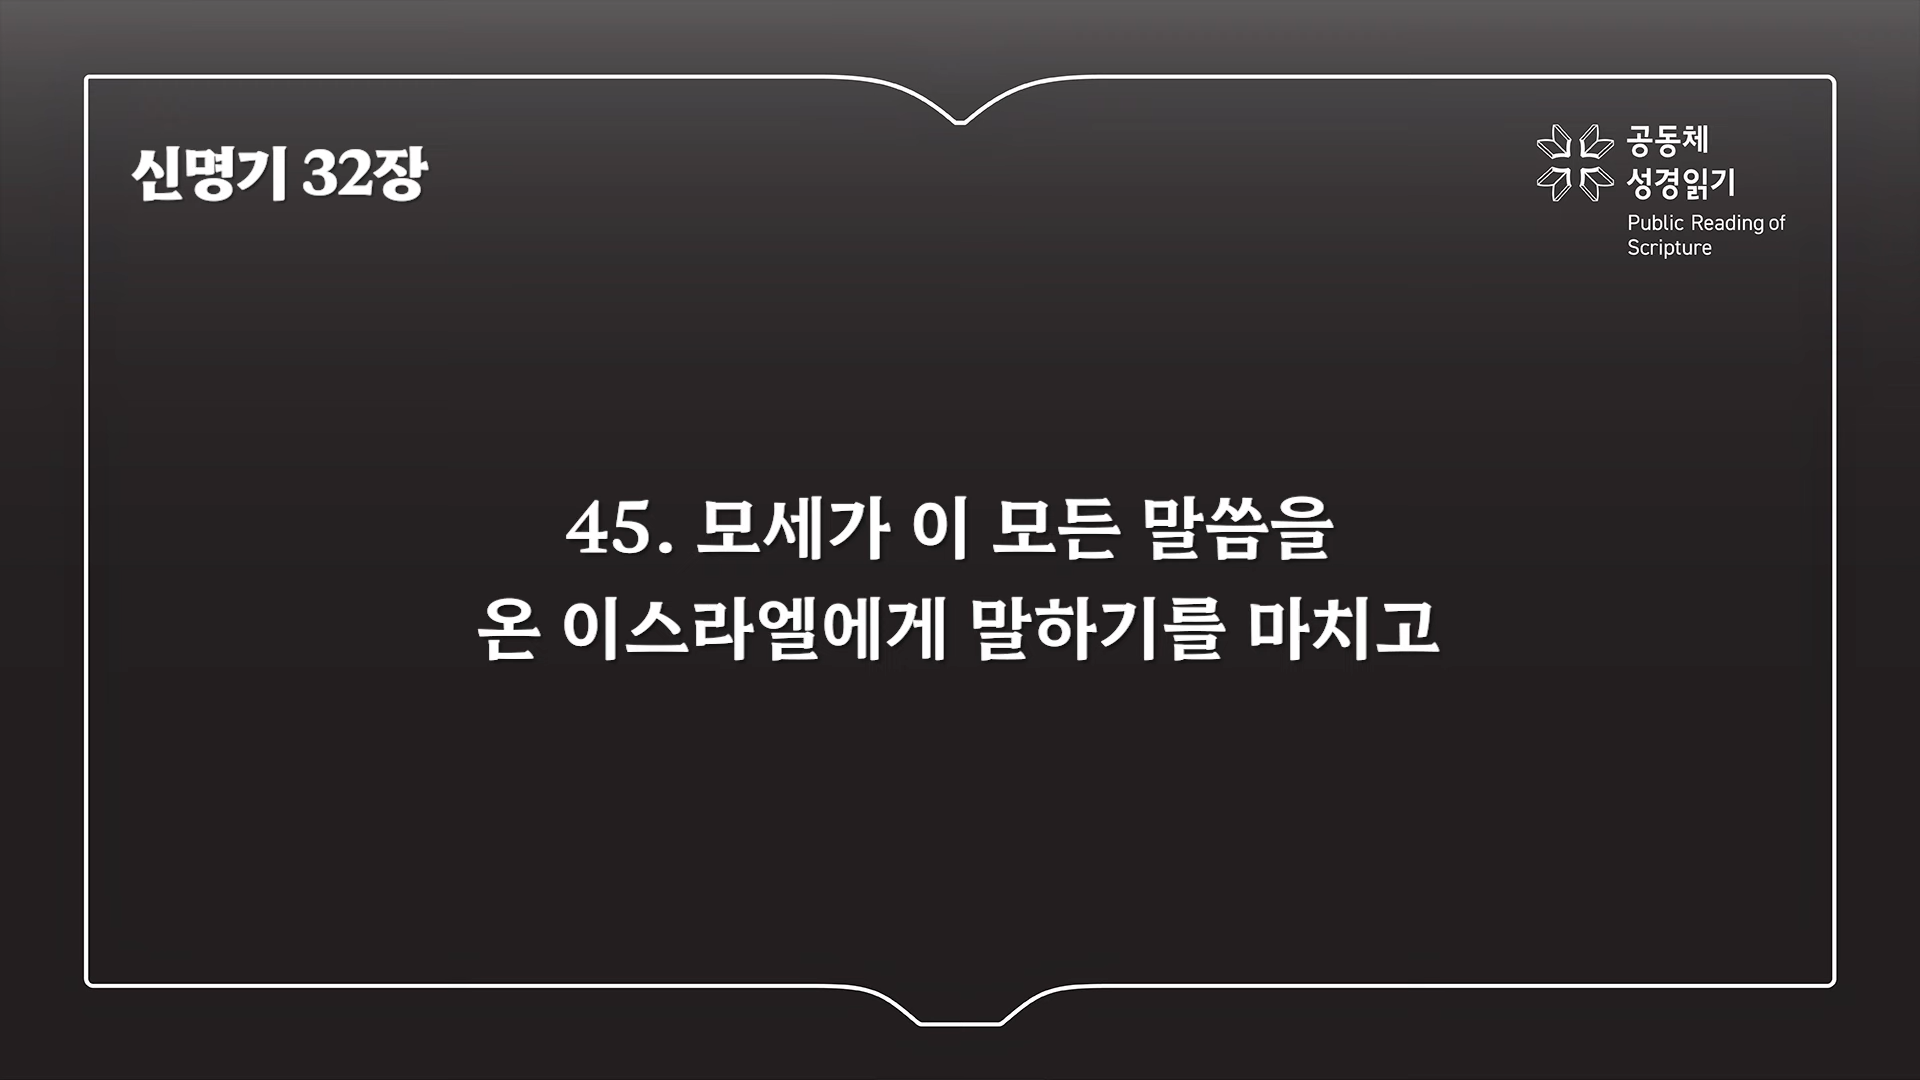 신명기 32장
공동체
성경읽기
Public Reading of
Scripture
45. 모세가 이 모든 말씀을
온 이스라엘에게 말하기를 마치고